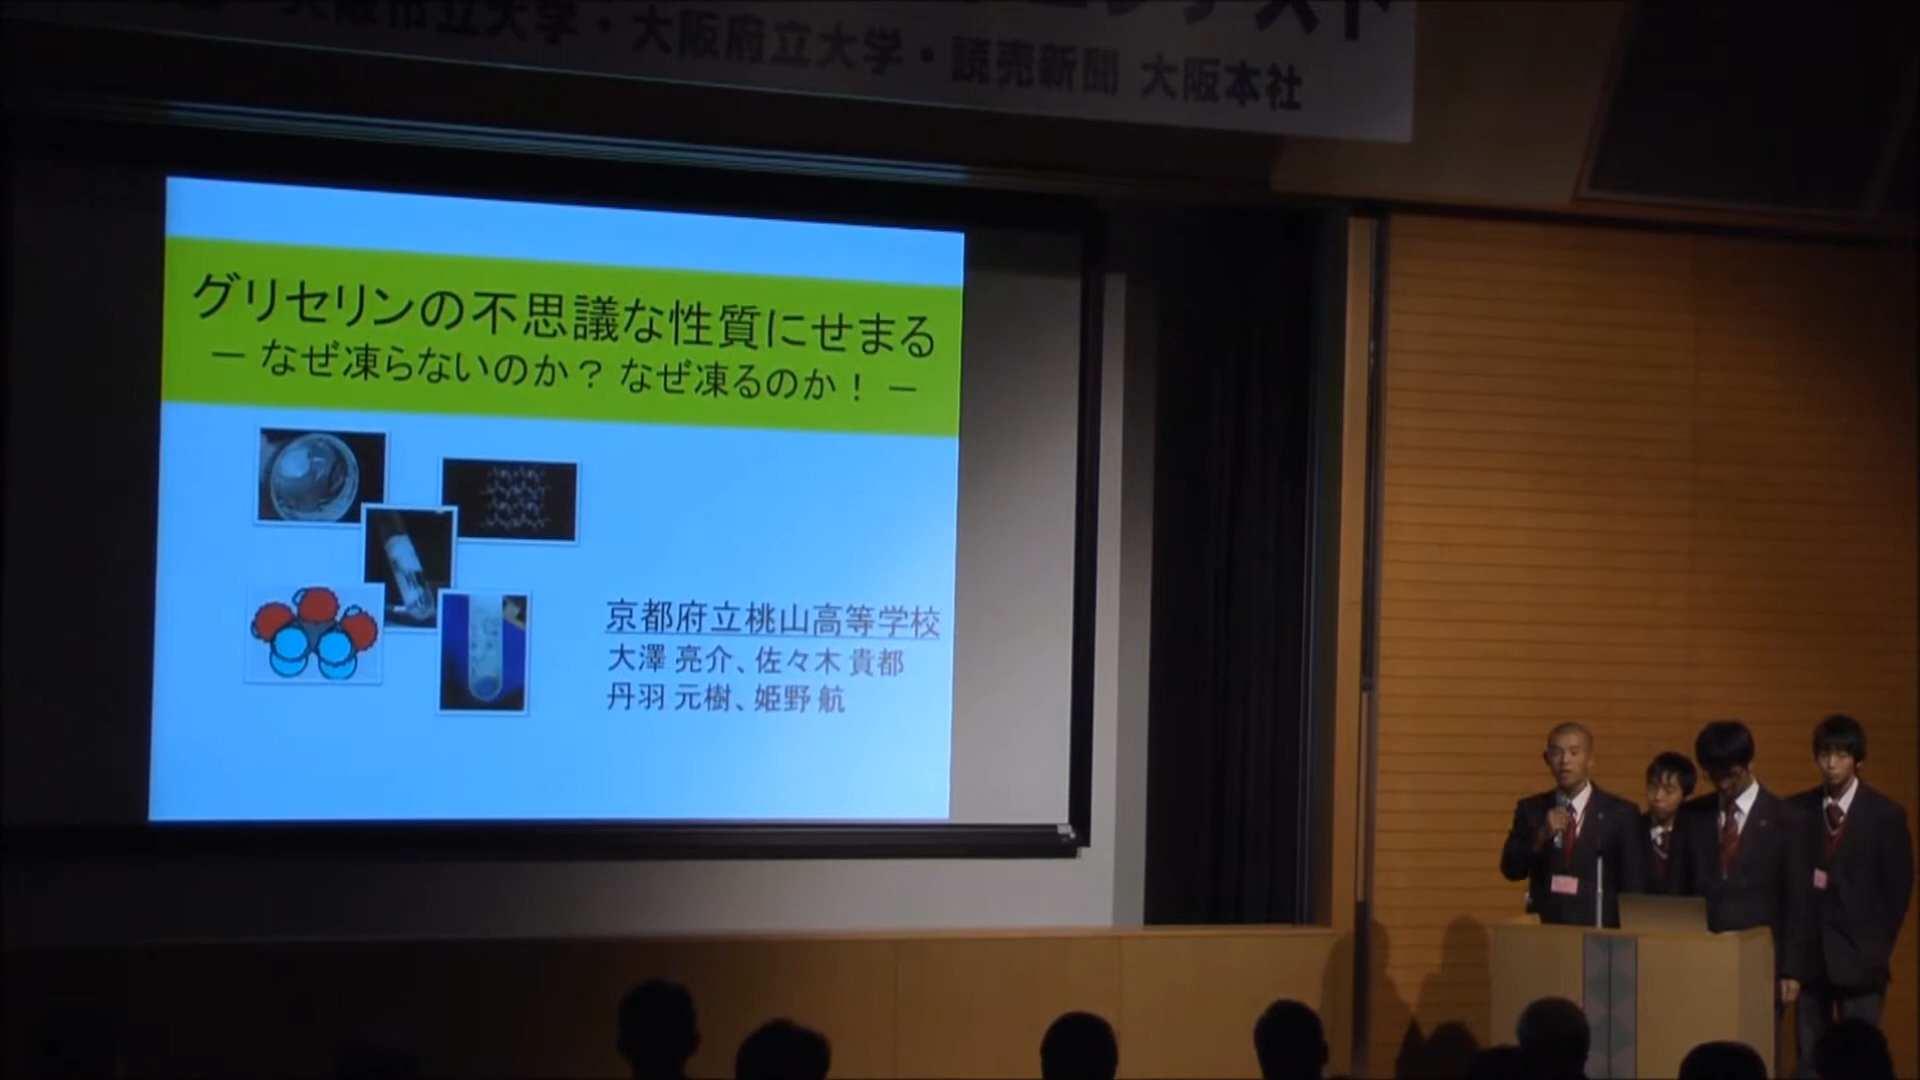 ンテスト
大阪市立大学・大阪府立大学・読売新聞 大阪本社
グリセリンの不思議な性質にせまる
― なぜ凍らないのか？ なぜ凍るのか！ ―
京都府立桃山高等学校
大澤 亮介、佐々木 貴都
丹羽 元樹、姫野 航